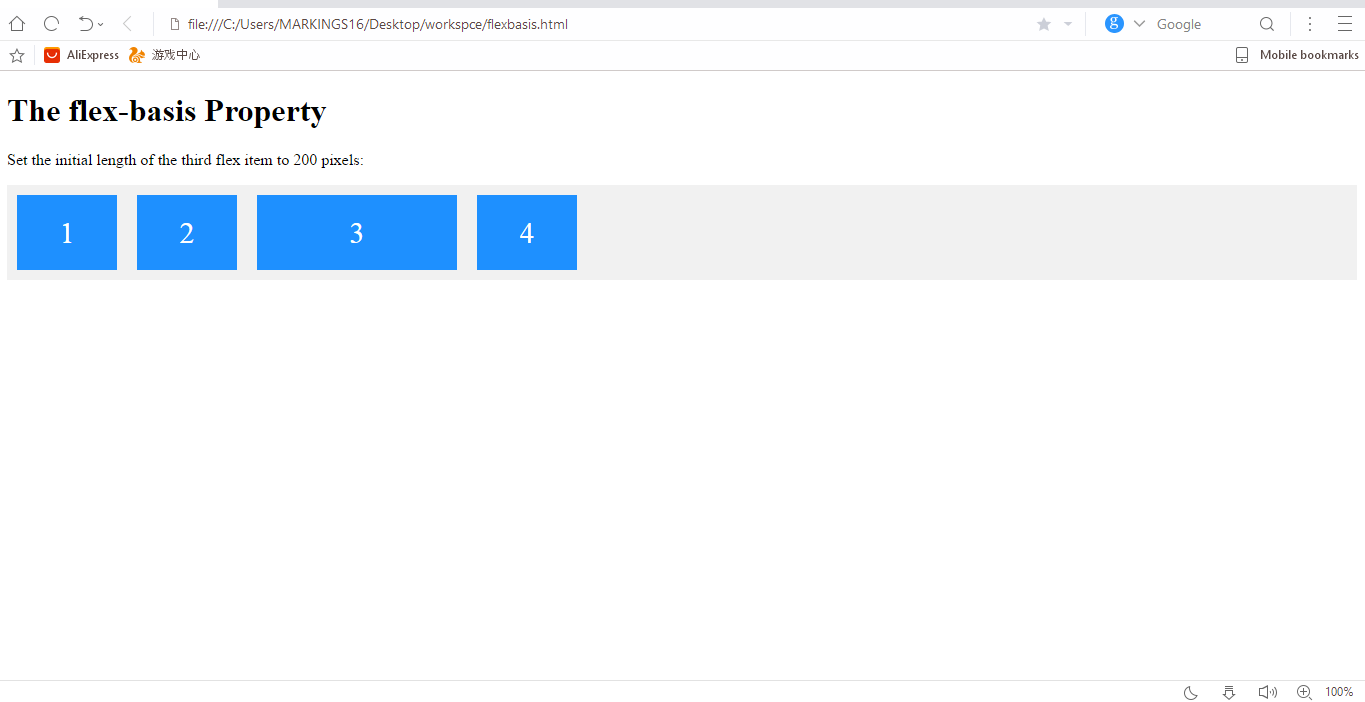 file:///C:/Users/MARKINGS16/Desktop/workspce/flexbasis.html
g Google
AliExpress 游戏中心 Mobile bookmarks
The flex-basis Property
Set the initial length of the third flex item to 200 pixels:
1 2 3 4
100%